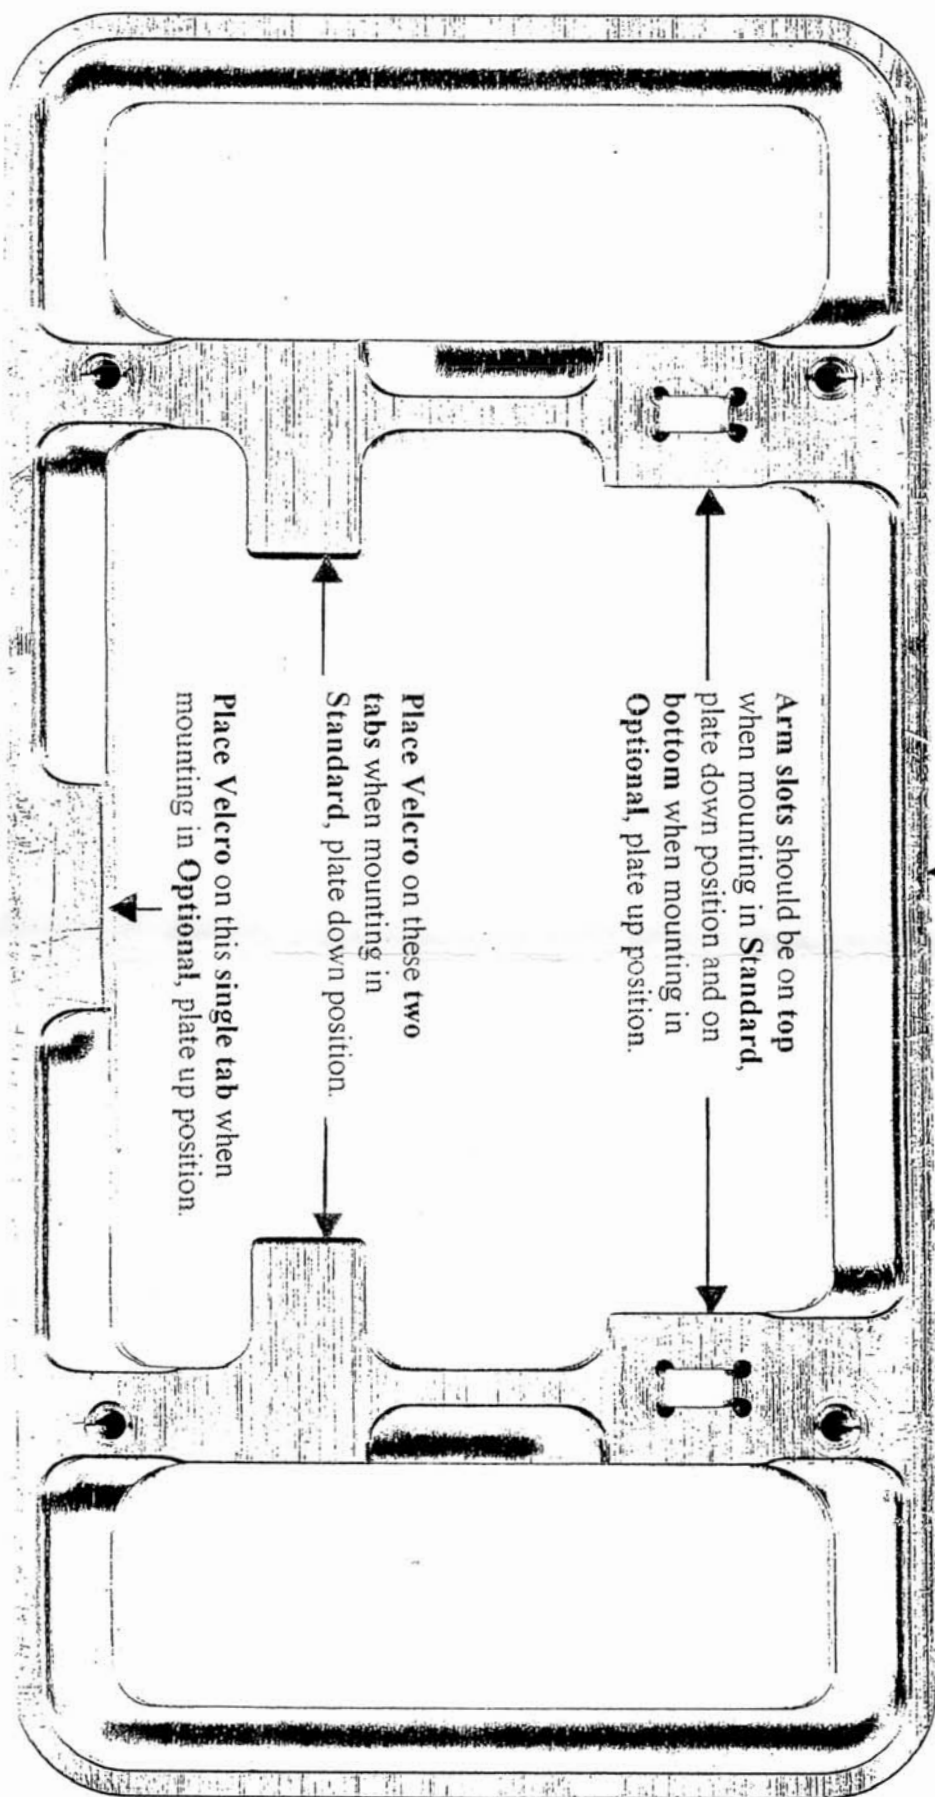 Arm slots should be on top
when mounting in Standard,
plate down position and on
bottom when mounting in
Optional, plate up position.
Place Velcro on these two
tabs when mounting in
Standard, plate down position.
Place Velcro on this single tab when
mounting in Optional, plate up position.